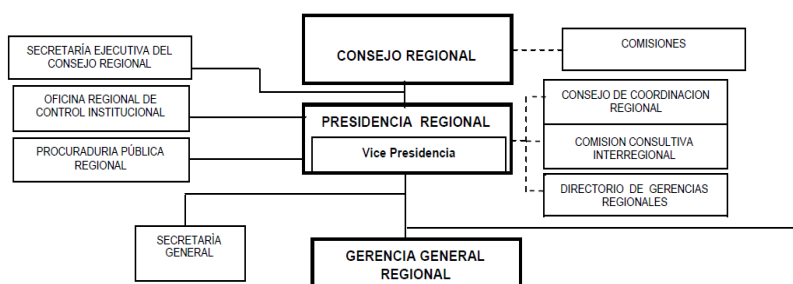 CONSEJO REGIONAL
COMISIONES
SECRETARÍA EJECUTIVA DEL
CONSEJO REGIONAL
OFICINA REGIONAL DE
CONTROL INSTITUCIONAL
PROCURADURIA PÚBLICA
REGIONAL
PRESIDENCIA REGIONAL
Vice Presidencia
CONSEJO DE COORDINACION
REGIONAL
COMISION CONSULTIVA
INTERREGIONAL
DIRECTORIO DE GERENCIAS
REGIONALES
SECRETARÌA
GENERAL
GERENCIA GENERAL
REGIONAL